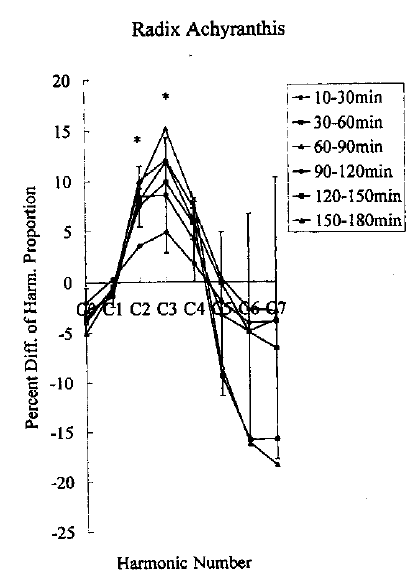 Radix Achyranthis
20
15
10
5
0
-5
-10
-15
-20
-25
Percent Diff. of Harm. Proportion
* *
C0 C1 C2 C3 C4 C5 C6 C7
Harmonic Number
10-30min
30-60min
60-90min
90-120min
120-150min
150-180min